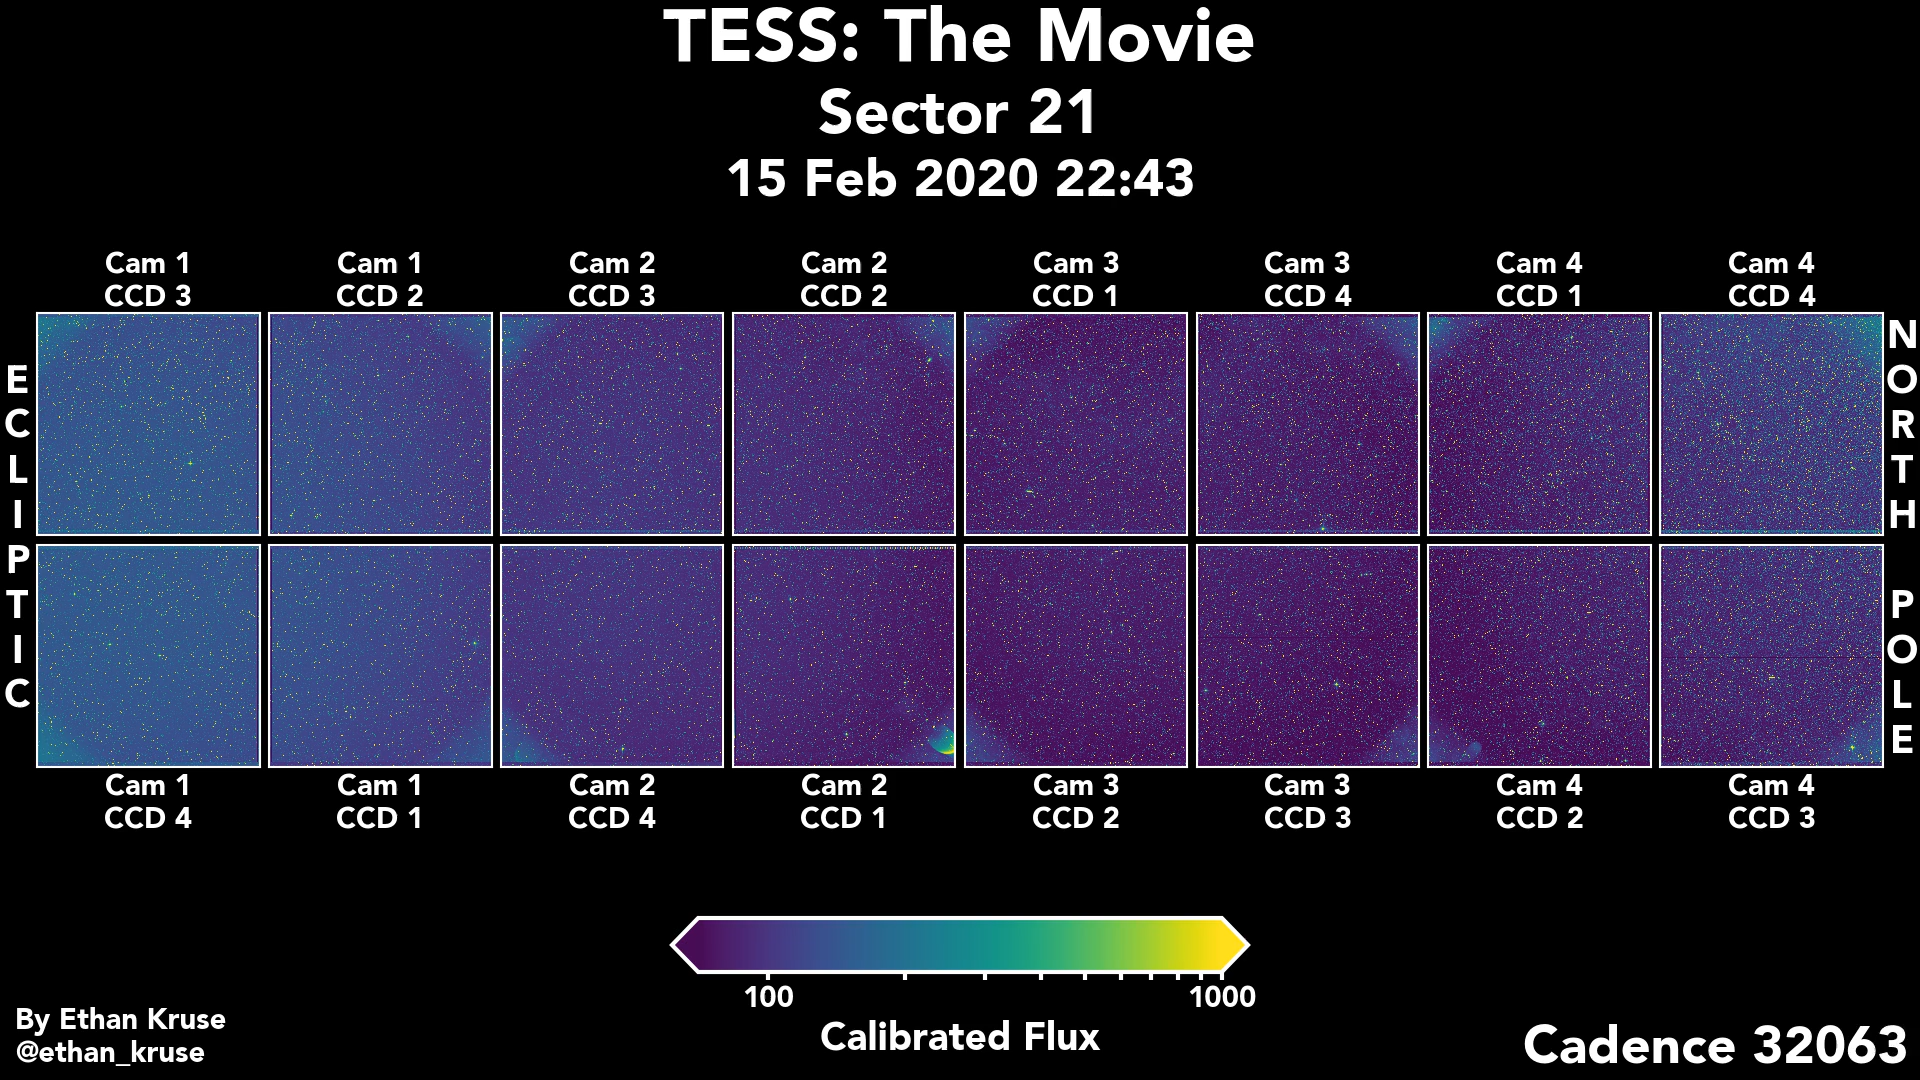 TESS: The Movie
Sector 21
15 Feb 2020 22:43
Cam 1 Cam 1 Cam 2 Cam 2 Cam 3 Cam 3 Cam 4 Cam 4
CCD 3 CCD 2 CCD 3 CCD 2 CCD 1 CCD 4 CCD 1 CCD 4
ECLIPTIC
NORTH POLE
Cam 1 Cam 1 Cam 2 Cam 2 Cam 3 Cam 3 Cam 4 Cam 4
CCD 4 CCD 1 CCD 4 CCD 1 CCD 2 CCD 3 CCD 2 CCD 3
100 1000
Calibrated Flux
By Ethan Kruse
@ethan_kruse
Cadence 32063